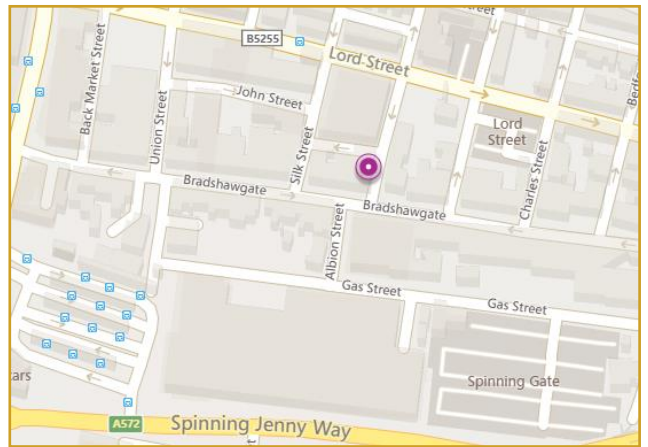 Street
B5255
Lord Street
Back Market Street
Union Street
John Street
Silk Street
Lord
Street
Charles Street
Bradshawgate
Bradshawgate
Albion Street
Gas Street
Gas Street
Spinning Gate
A572
Spinning Jenny Way